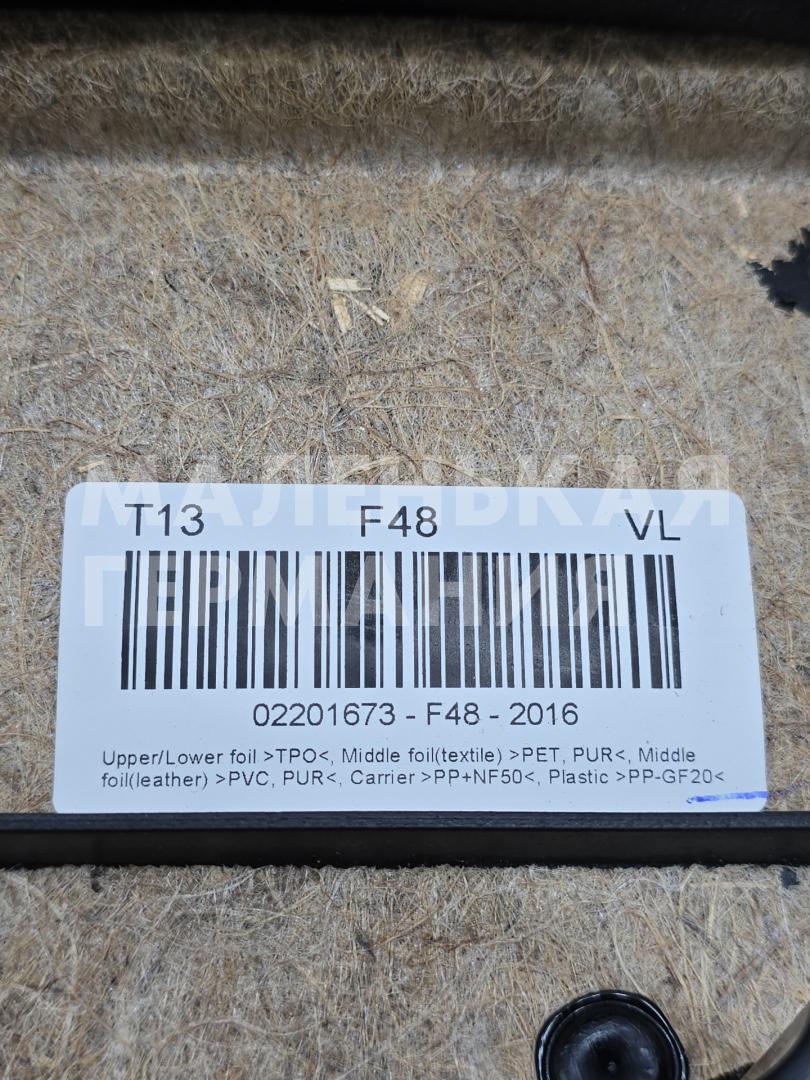 МАЛЕНЬКАЯ
ГЕРМАНИЯ
T13 F48 VL
02201673 - F48 - 2016
Upper/Lower foil >TPO<, Middle foil(textile) >PET, PUR<, Middle
foil(leather) >PVC, PUR<, Carrier >PP+NF50<, Plastic >PP-GF20<